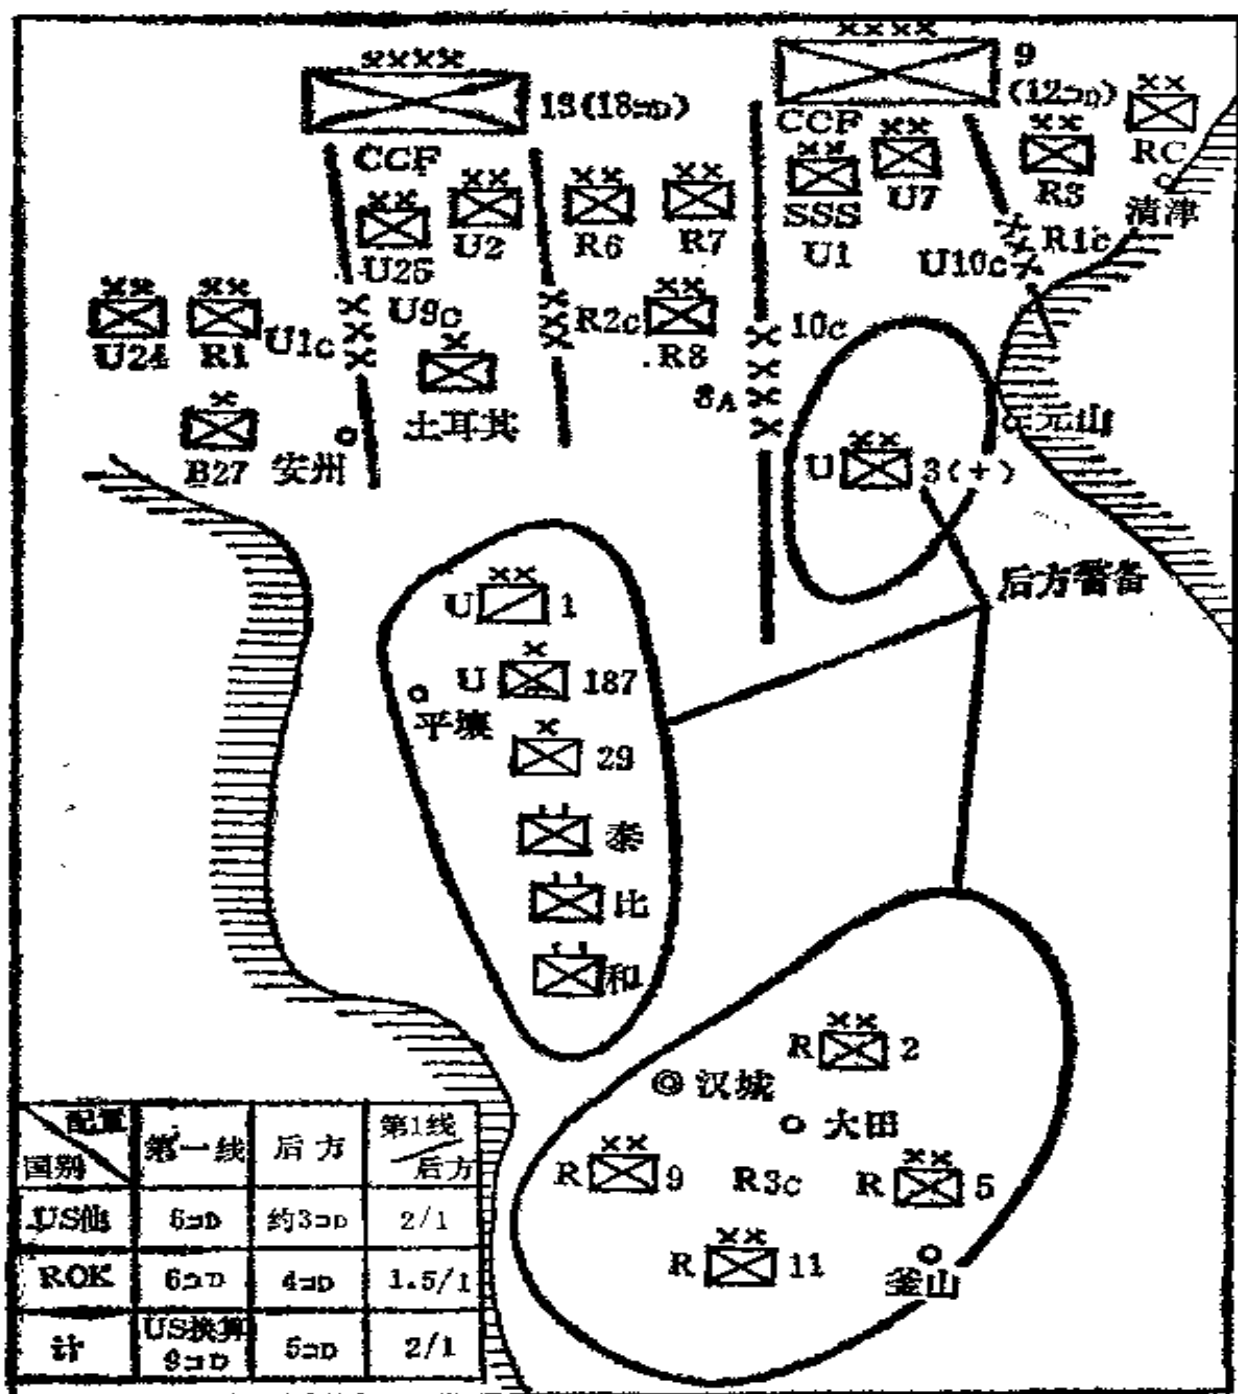 ××××
××××
13(18コD)
9
(12コD)
CCF
CCF
××
××
××
××
××
××
××
××
××
U25
U2
R6
R7
SSS
U1
U7
R3
RC
清津
R1c
U10c
××
××
U24
R1
U1c
U9c
×
土耳其
R2c
××
R8
10c
8A
×
B27
安州
元山
××
U 3(+)
后方警备
××
U 1
×
U 187
平壤
×
29
泰
比
和
××
R 2
汉城
大田
××
R 9
R3c
××
R 5
××
R 11
釜山
配置
国别
第一线
后方
第1线/后方
US他
6コD
约3コD
2/1
ROK
6コD
4コD
1.5/1
计
US换算
9コD
5コD
2/1